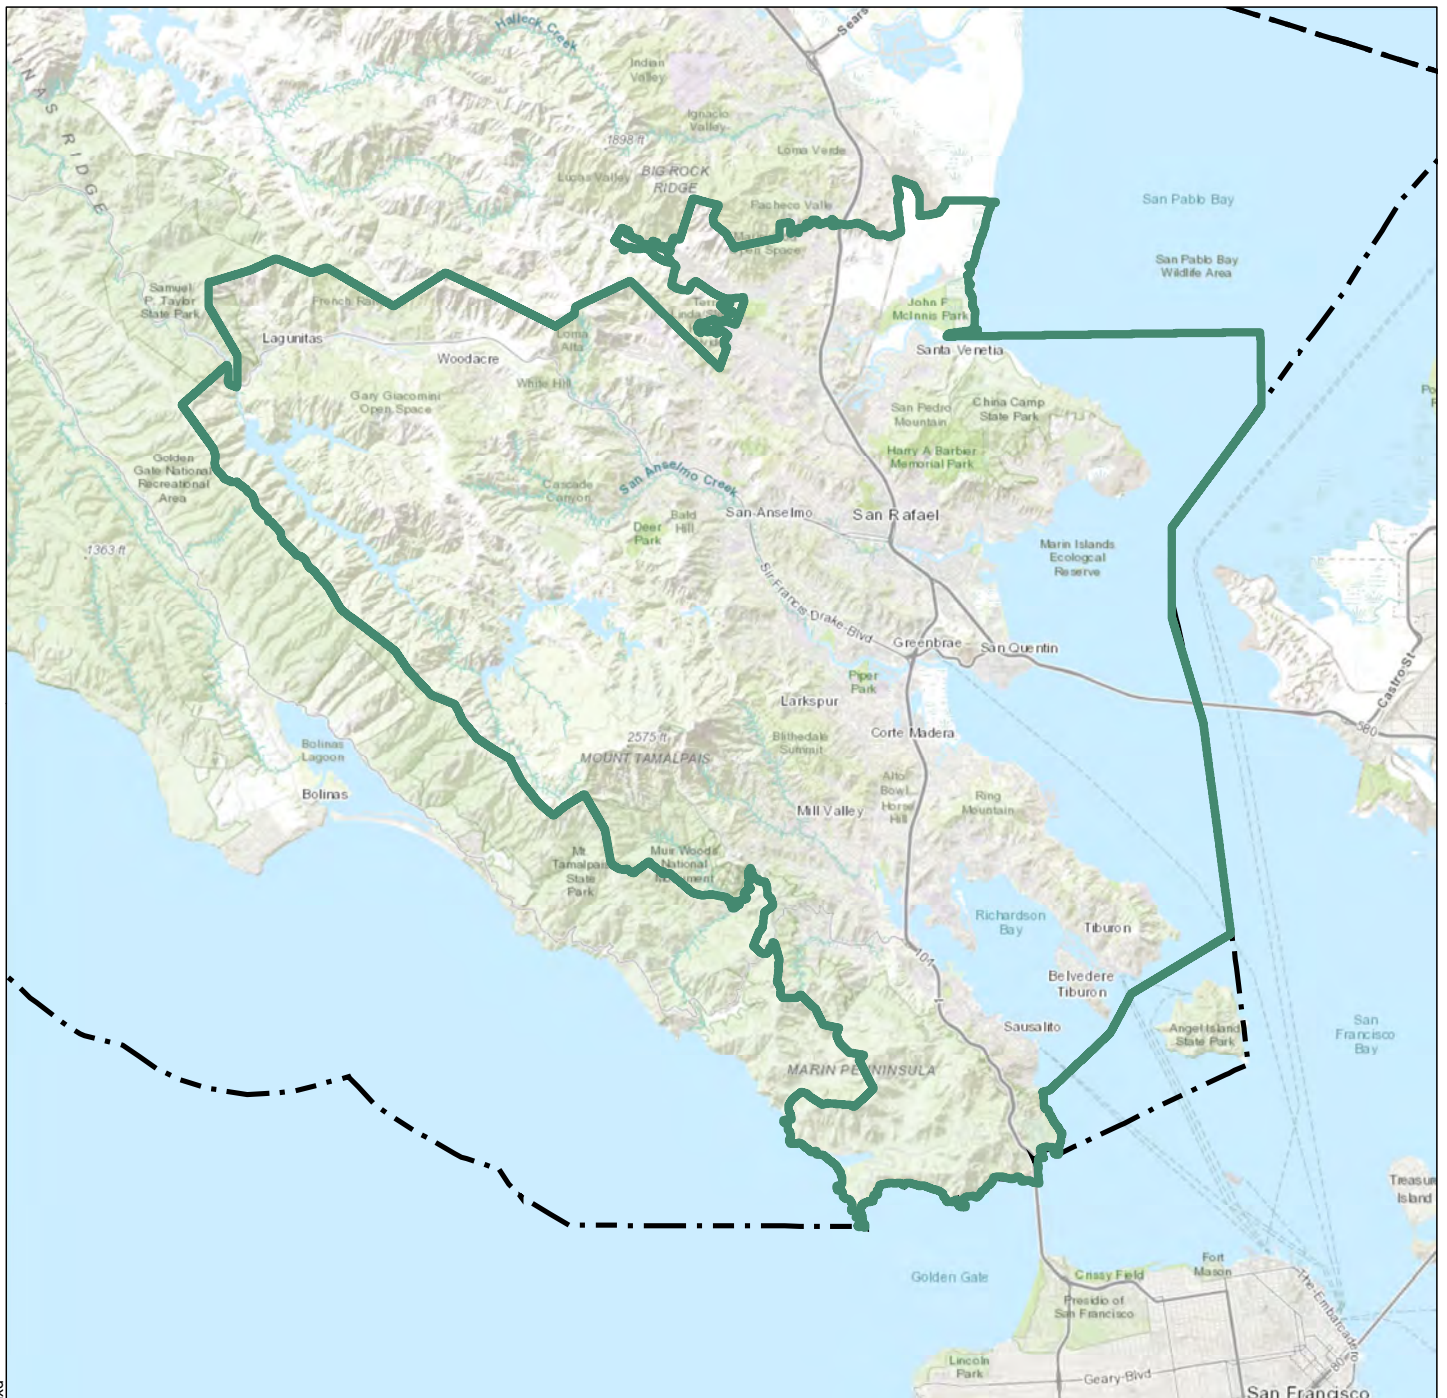 Halleck Creek
Sears
Indian
Valley
Ignacio
Valley
1898 ft
Loma Verde
BIG ROCK
RIDGE
Lucas Valley
Pacheco Valle
San Pablo Bay
San Pablo Bay
Wildlife Area
Open Space
Samuel
P. Taylor
State Park
French Ran
John F
McInnis Park
Lagunitas
Loma
Alta
Woodacre
Santa Venetia
White Hill
Gary Giacomini
Open Space
San Pedro
Mountain
China Camp
State Park
Harry A Barbier
Memorial Park
Golden
Gate National
Recreational
Area
Cascade
Canyon
San Anselmo Creek
Bald
Hill
Deer
Park
San Anselmo
San Rafael
1363 ft
Marin Islands
Ecologcal
Reserve
Sir Francis Drake Blvd
Greenbrae
San Quentin
Piper
Park
Larkspur
Castro St
580
Corte Madera
2575 ft
MOUNT TAMALPAIS
Blithedale
Summit
Bolinas
Lagoon
Bolinas
Alto
Bowl
Horse
Hill
Ring
Mountain
Mill Valley
Mt
Tamalpais
State
Park
Muir Woods
National
Monument
Richardson
Bay
Tiburon
101
Belvedere
Tiburon
1
Sausalito
Angel Island
State Park
San
Francisco
Bay
MARIN PENNINSULA
Treasure
Island
Golden Gate
Crissy Field
Fort
Mason
Presidio of
San Francisco
The Embarcadero
Lincoln
Park
Geary Blvd
80
San Francisco